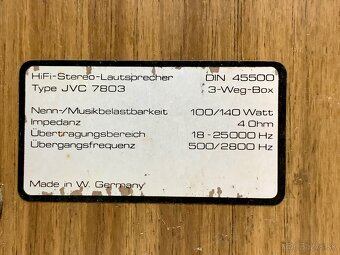 HiFi-Stereo-Lautsprecher DIN 45500
Type JVC 7803 3-Weg-Box
Nenn-/Musikbelastbarkeit 100/140 Watt
Impedanz 4 Ohm
Übertragungsbereich 18-25000 Hz
Übergangsfrequenz 500/2800 Hz
Made in W. Germany